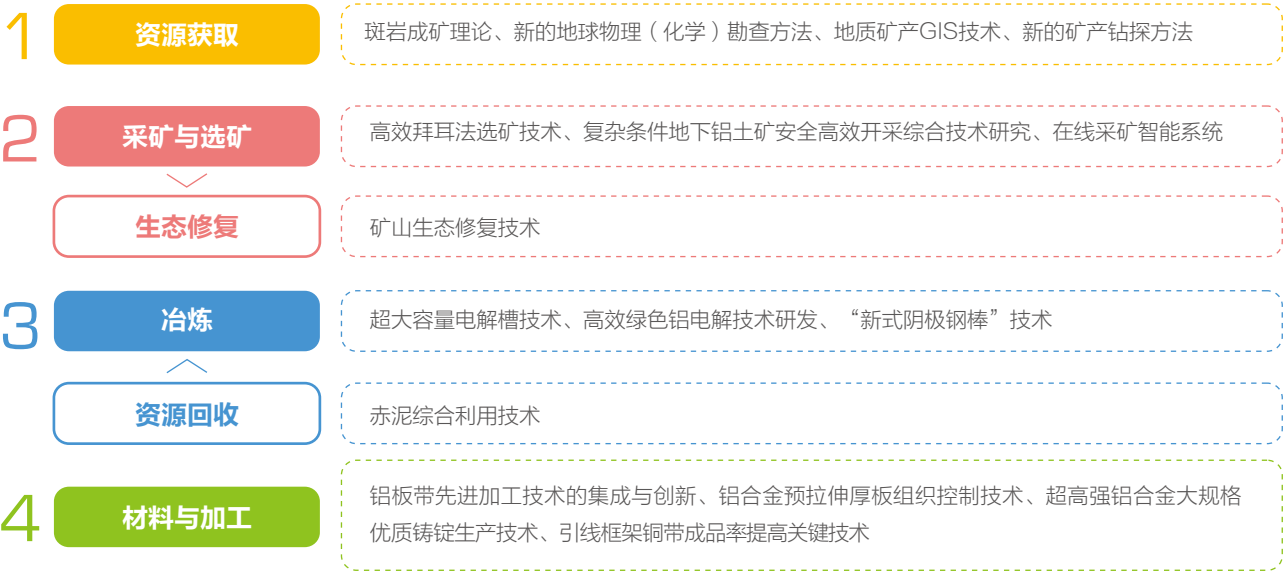 1
资源获取
斑岩成矿理论、新的地球物理（化学）勘查方法、地质矿产GIS技术、新的矿产钻探方法
2
采矿与选矿
高效拜耳法选矿技术、复杂条件地下铝土矿安全高效开采综合技术研究、在线采矿智能系统
生态修复
矿山生态修复技术
3
冶炼
超大容量电解槽技术、高效绿色铝电解技术研发、“新式阴极钢棒”技术
资源回收
赤泥综合利用技术
4
材料与加工
铝板带先进加工技术的集成与创新、铝合金预拉伸厚板组织控制技术、超高强铝合金大规格
优质铸锭生产技术、引线框架铜带成品率提高关键技术